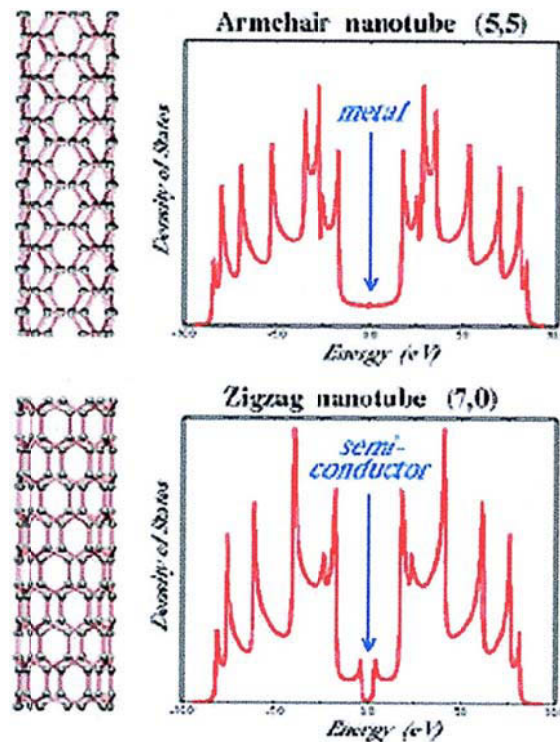 Armchair nanotube (5,5)
Density of States
metal
Energy (eV)
Zigzag nanotube (7,0)
Density of States
semi-
conductor
Energy (eV)